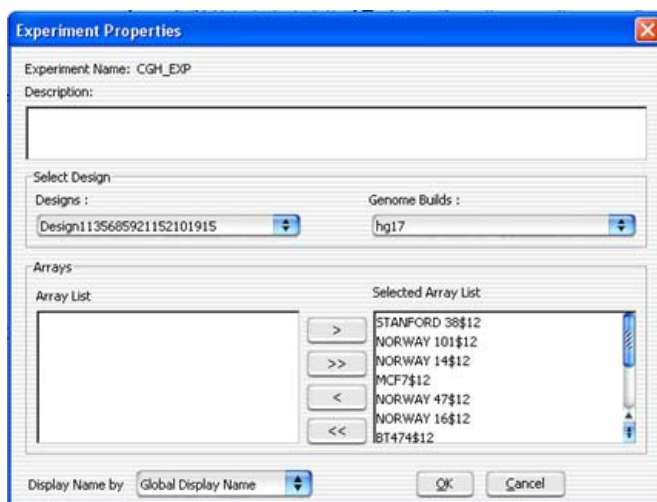 Experiment Properties
Experiment Name: CGH_EXP
Description:
Select Design
Designs :
Genome Builds :
Design1135685921152101915
hg17
Arrays
Array List
Selected Array List
>
>>
<
<<
STANFORD 38$12
NORWAY 101$12
NORWAY 14$12
MCF7$12
NORWAY 47$12
NORWAY 16$12
BT474$12
Display Name by
Global Display Name
OK
Cancel